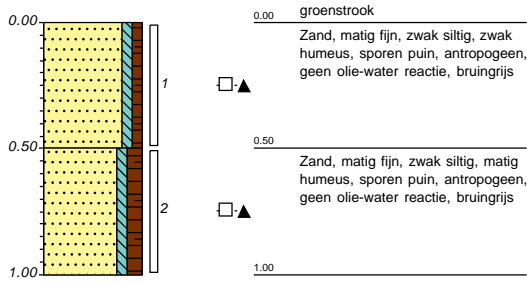 0.00
0.00
groenstrook
Zand, matig fijn, zwak siltig, zwak
humeus, sporen puin, antropogeen,
geen olie-water reactie, bruingrijs
1
0.50
0.50
Zand, matig fijn, zwak siltig, matig
humeus, sporen puin, antropogeen,
geen olie-water reactie, bruingrijs
2
1.00
1.00